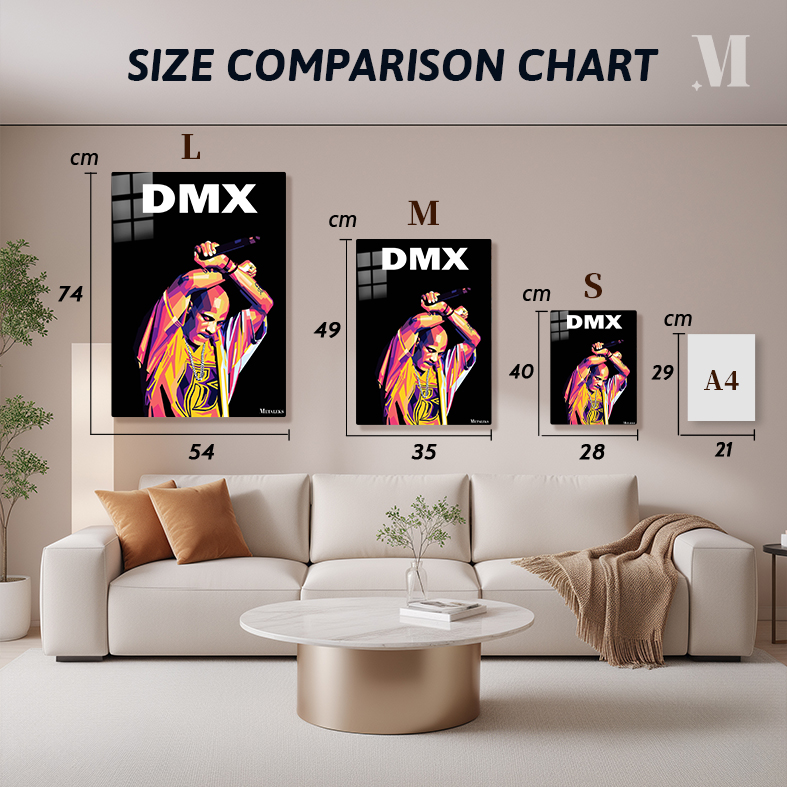 SIZE COMPARISON CHART
M
L
cm
DMX
74
METALEKS
54
M
cm
DMX
49
35
S
cm
DMX
40
28
cm
29
A4
21